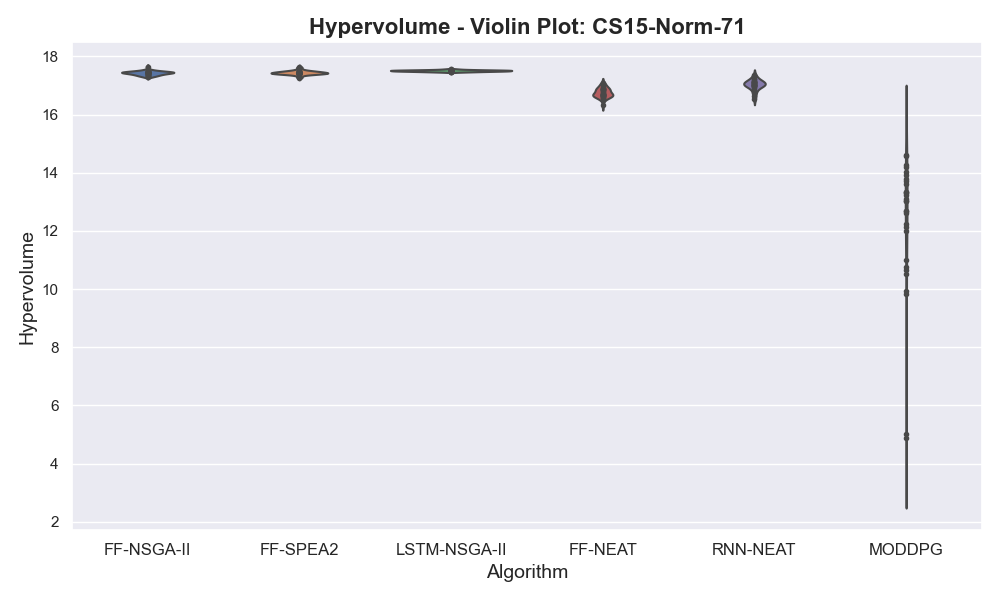 Hypervolume - Violin Plot: CS15-Norm-71
Hypervolume
18
16
14
12
10
8
6
4
2
FF-NSGA-II FF-SPEA2 LSTM-NSGA-II FF-NEAT RNN-NEAT MODDPG
Algorithm